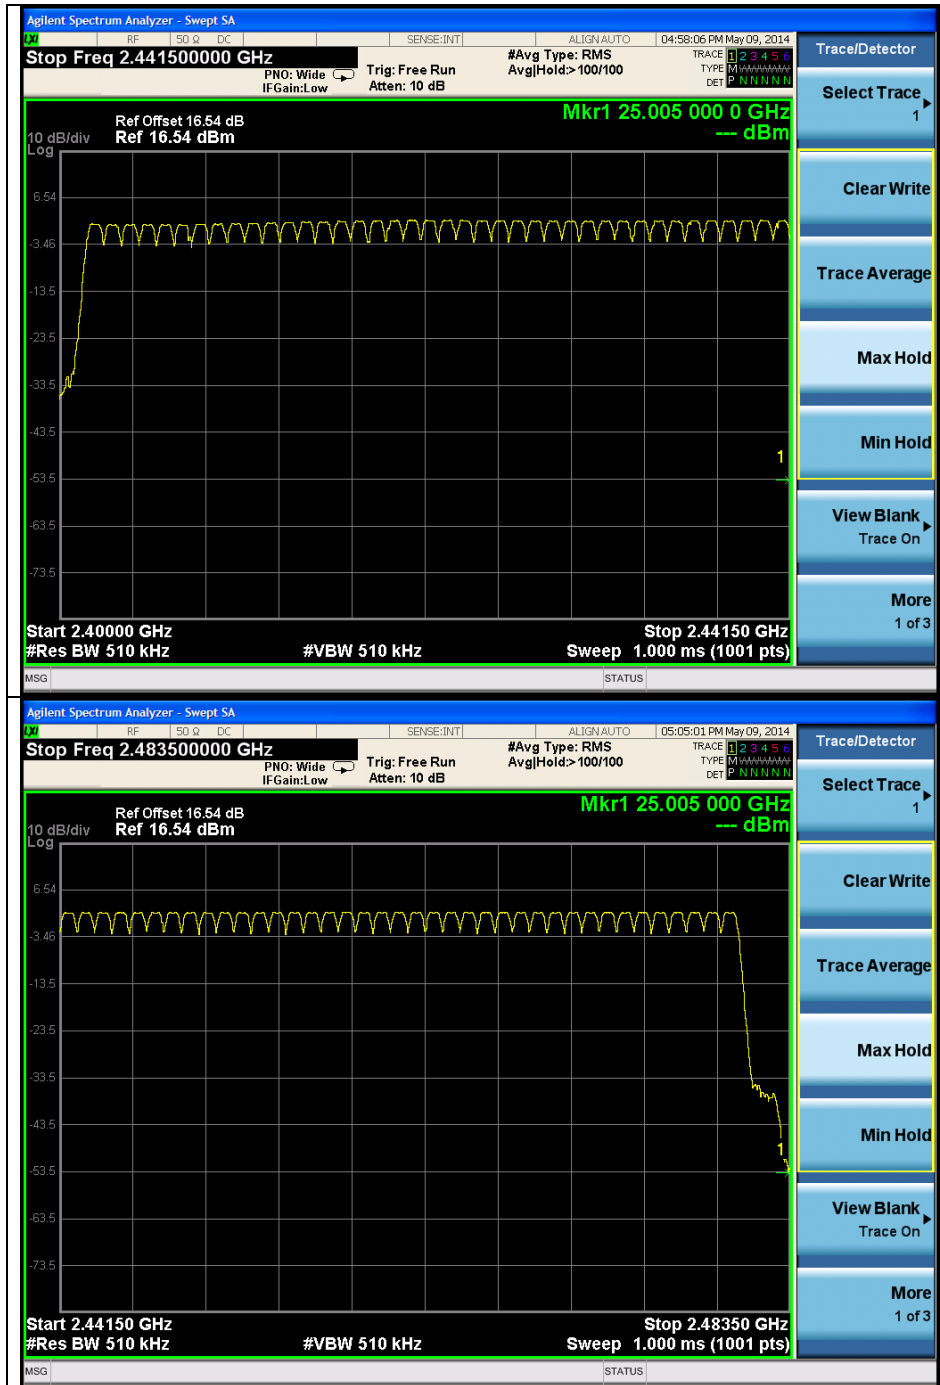 Agilent Spectrum Analyzer - Swept SA
LXI RF 50 Ω DC SENSE:INT ALIGN AUTO 04:58:06 PM May 09, 2014
Stop Freq 2.441500000 GHz
PNO: Wide
IFGain:Low
Trig: Free Run
Atten: 10 dB
#Avg Type: RMS
Avg|Hold:>100/100
TRACE 1 2 3 4 5 6
TYPE M WWWWW
DET P N N N N N
Trace/Detector
Select Trace
1
Clear Write
Trace Average
Max Hold
Min Hold
View Blank
Trace On
More
1 of 3
Mkr1 25.005 000 0 GHz
--- dBm
Ref Offset 16.54 dB
10 dB/div Ref 16.54 dBm
Log
6.54
-3.46
-13.5
-23.5
-33.5
-43.5
1
-53.5
-63.5
-73.5
Start 2.40000 GHz Stop 2.44150 GHz
#Res BW 510 kHz #VBW 510 kHz Sweep 1.000 ms (1001 pts)
MSG STATUS
Agilent Spectrum Analyzer - Swept SA
LXI RF 50 Ω DC SENSE:INT ALIGN AUTO 05:05:01 PM May 09, 2014
Stop Freq 2.483500000 GHz
PNO: Wide
IFGain:Low
Trig: Free Run
Atten: 10 dB
#Avg Type: RMS
Avg|Hold:>100/100
TRACE 1 2 3 4 5 6
TYPE M WWWWW
DET P N N N N N
Trace/Detector
Select Trace
1
Clear Write
Trace Average
Max Hold
Min Hold
View Blank
Trace On
More
1 of 3
Mkr1 25.005 000 GHz
--- dBm
Ref Offset 16.54 dB
10 dB/div Ref 16.54 dBm
Log
6.54
-3.46
-13.5
-23.5
-33.5
-43.5
1
-53.5
-63.5
-73.5
Start 2.44150 GHz Stop 2.48350 GHz
#Res BW 510 kHz #VBW 510 kHz Sweep 1.000 ms (1001 pts)
MSG STATUS